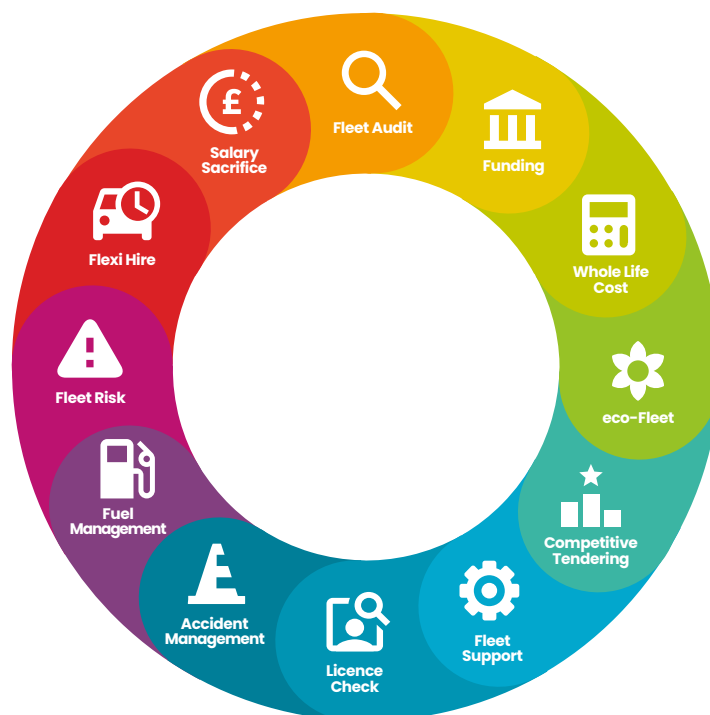 Fleet Audit
Funding
Whole Life
Cost
eco-Fleet
Competitive
Tendering
Fleet
Support
Licence
Check
Accident
Management
Fuel
Management
Fleet Risk
Flexi Hire
£
Salary
Sacrifice